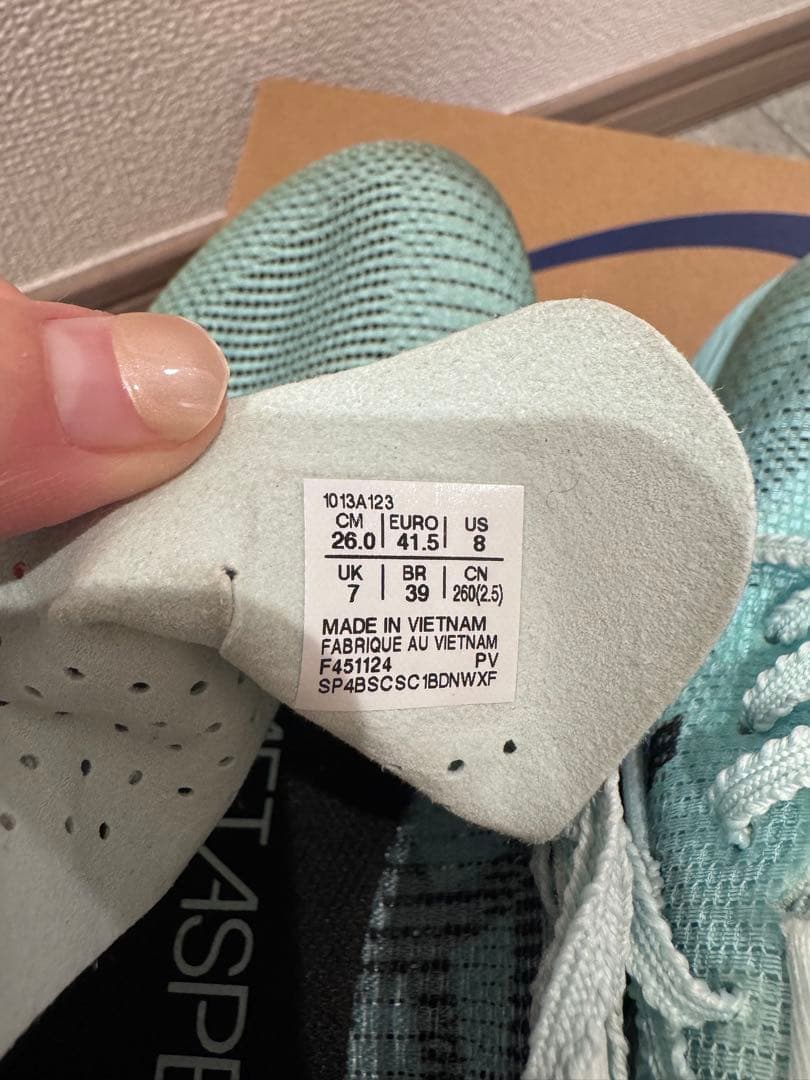 1013A123
CM | EURO | US
26.0 | 41.5 | 8
UK | BR | CN
7 | 39 | 260(2.5)
MADE IN VIETNAM
FABRIQUE AU VIETNAM
F451124 PV
SP4BSCSC1BDNWXF
METASPE